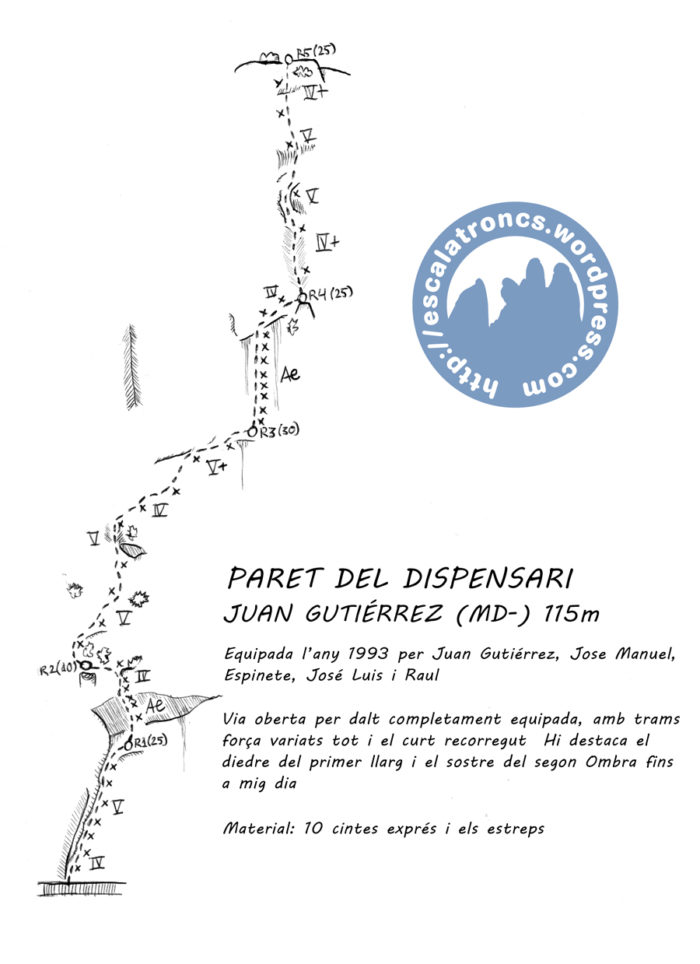 R5(25)
IV+
V
V
IV+
IV
R4(25)
Ae
R3(30)
V+
IV
V
V
R2(10)
IV
Ae
R1(25)
V
IV
http://escalatroncs.wordpress.com
PARET DEL DISPENSARI
JUAN GUTIÉRREZ (MD-) 115m
Equipada l'any 1993 per Juan Gutiérrez, Jose Manuel,
Espinete, José Luis i Raul
Via oberta per dalt completament equipada, amb trams
força variats tot i el curt recorregut Hi destaca el
diedre del primer llarg i el sostre del segon Ombra fins
a mig dia
Material: 10 cintes exprés i els estreps